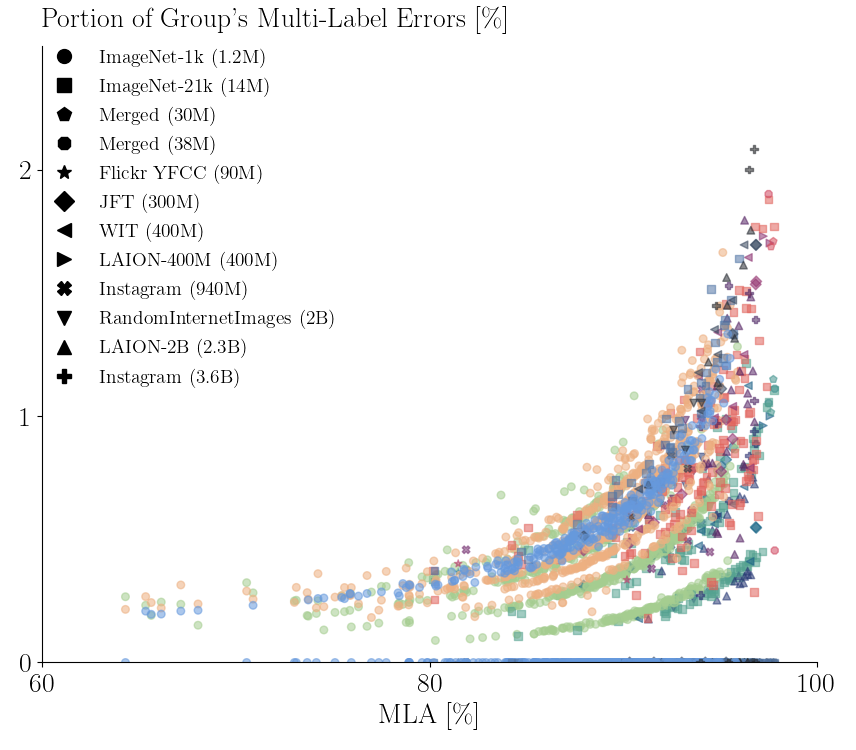 Portion of Group's Multi-Label Errors [%]
ImageNet-1k (1.2M)
ImageNet-21k (14M)
Merged (30M)
Merged (38M)
Flickr YFCC (90M)
JFT (300M)
WIT (400M)
LAION-400M (400M)
Instagram (940M)
RandomInternetImages (2B)
LAION-2B (2.3B)
Instagram (3.6B)
2
1
0
60 80 100
MLA [%]